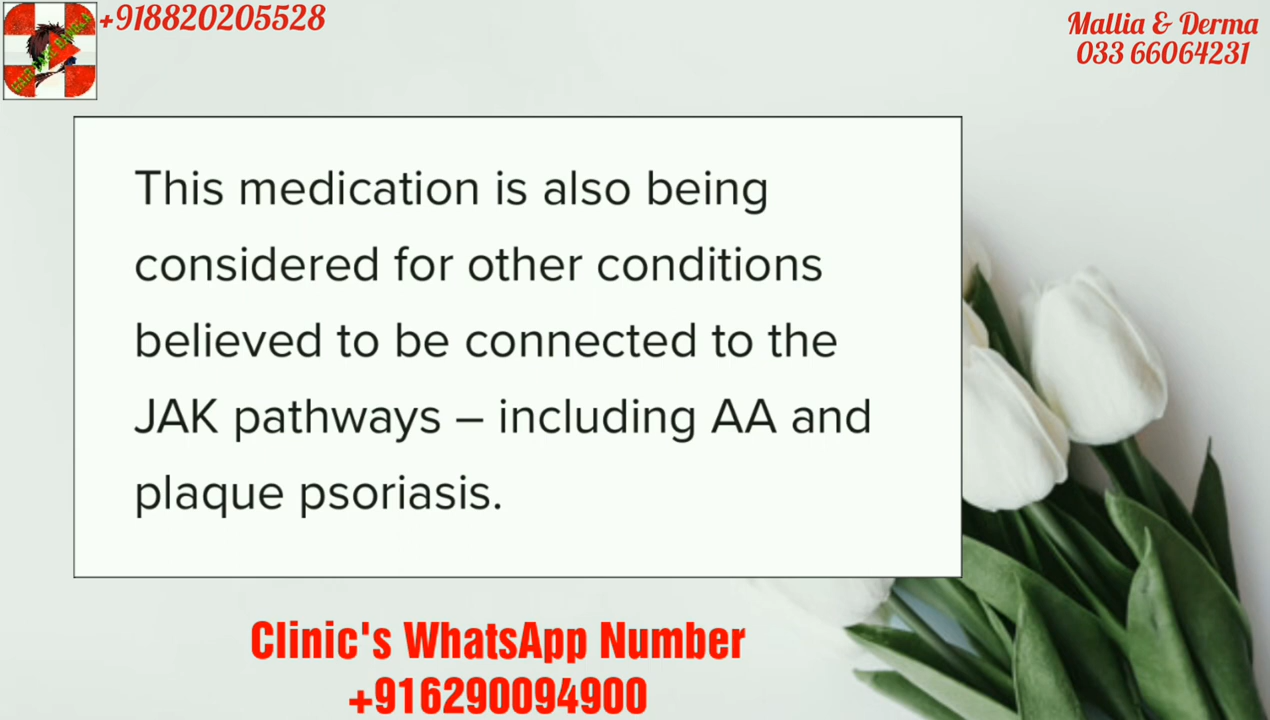 +918820205528
Mallia & Derma
033 66064231
This medication is also being
considered for other conditions
believed to be connected to the
JAK pathways – including AA and
plaque psoriasis.
Clinic's WhatsApp Number
+916290094900